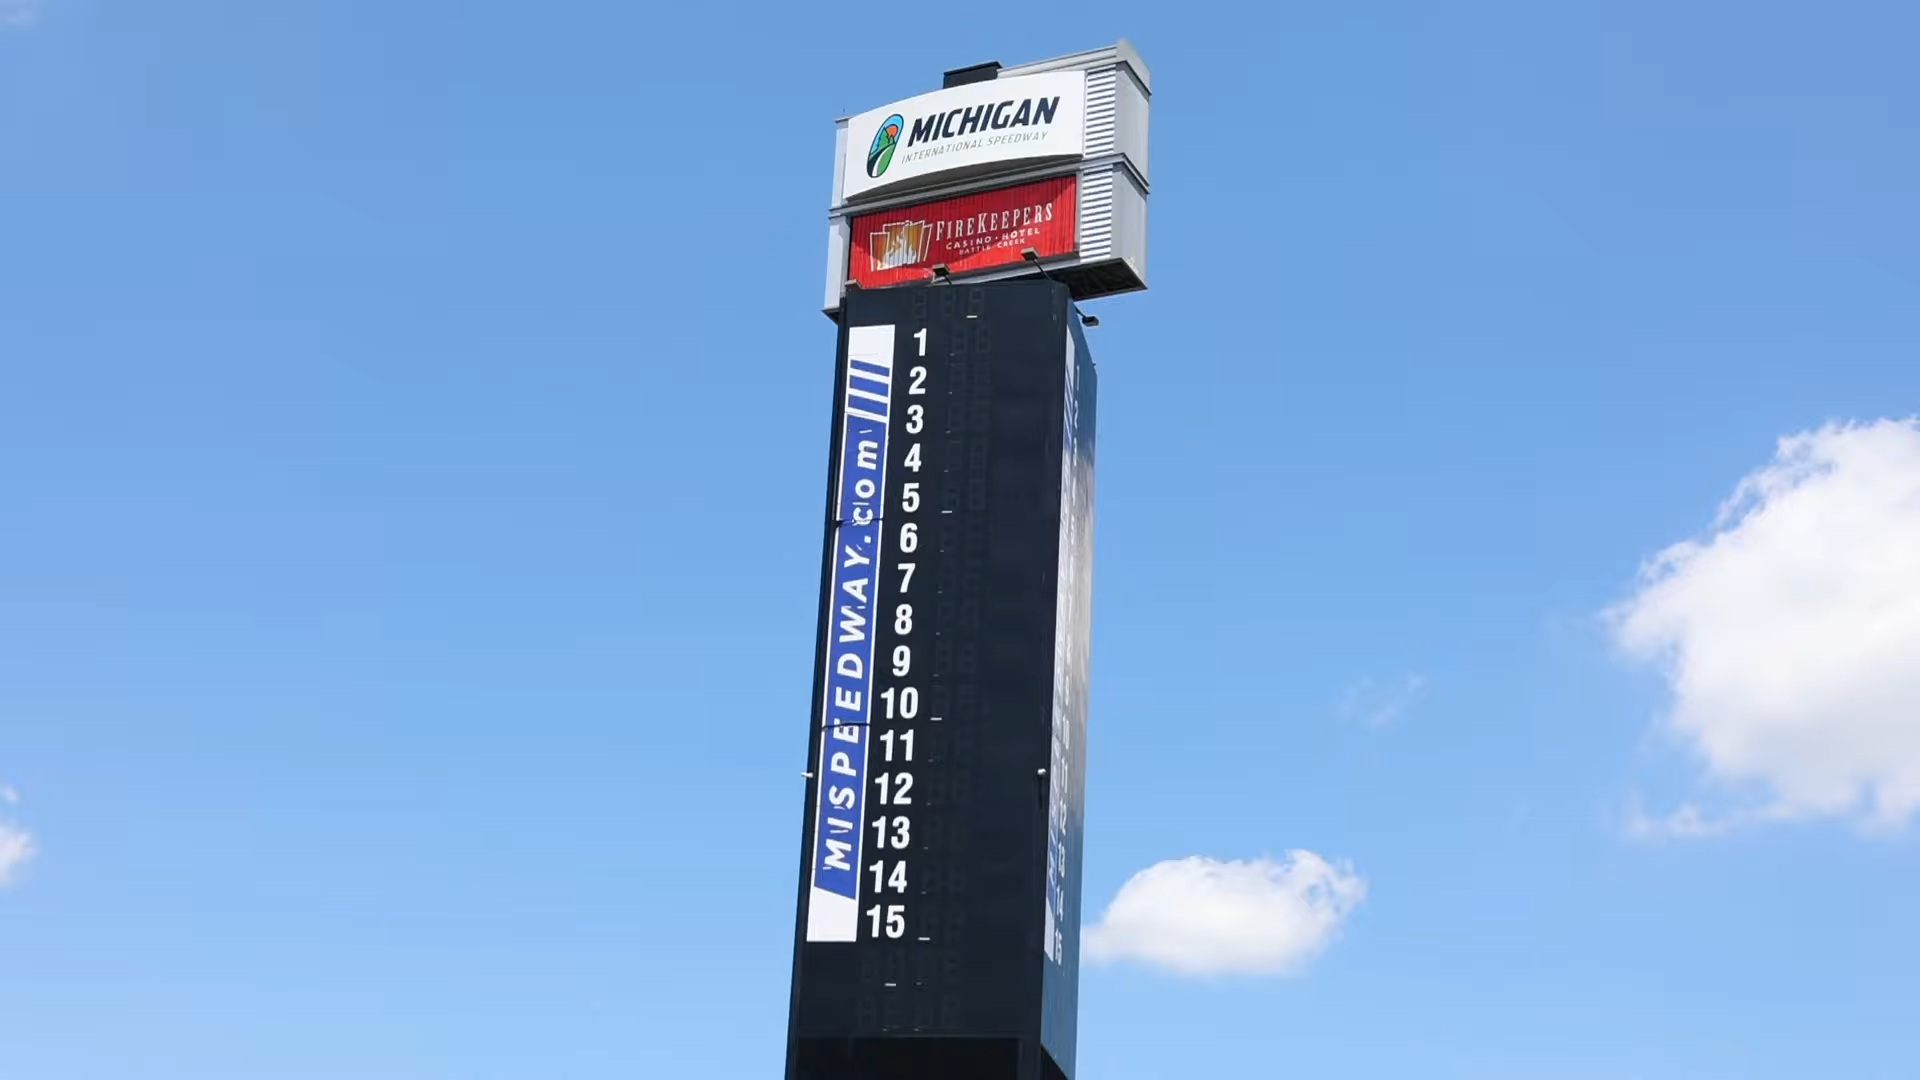 MICHIGAN
INTERNATIONAL SPEEDWAY
FIREKEEPERS
CASINO • HOTEL
BATTLE CREEK
MISPEEDWAY.com
1
2
3
4
5
6
7
8
9
10
11
12
13
14
15